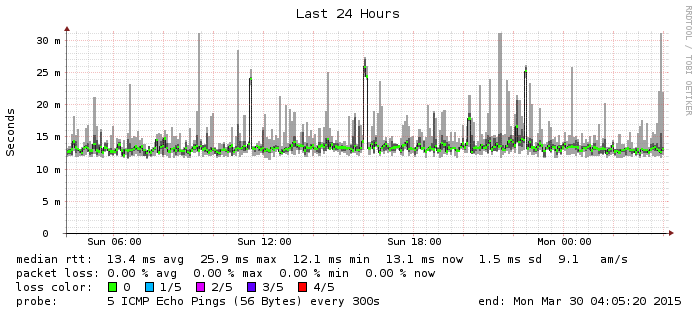 Last 24 Hours
RRDTOOL / TOBI OETIKER
Seconds
30 m
25 m
20 m
15 m
10 m
5 m
0
Sun 06:00 Sun 12:00 Sun 18:00 Mon 00:00
median rtt: 13.4 ms avg 25.9 ms max 12.1 ms min 13.1 ms now 1.5 ms sd 9.1 am/s
packet loss: 0.00 % avg 0.00 % max 0.00 % min 0.00 % now
loss color: 0 1/5 2/5 3/5 4/5
probe: 5 ICMP Echo Pings (56 Bytes) every 300s end: Mon Mar 30 04:05:20 2015